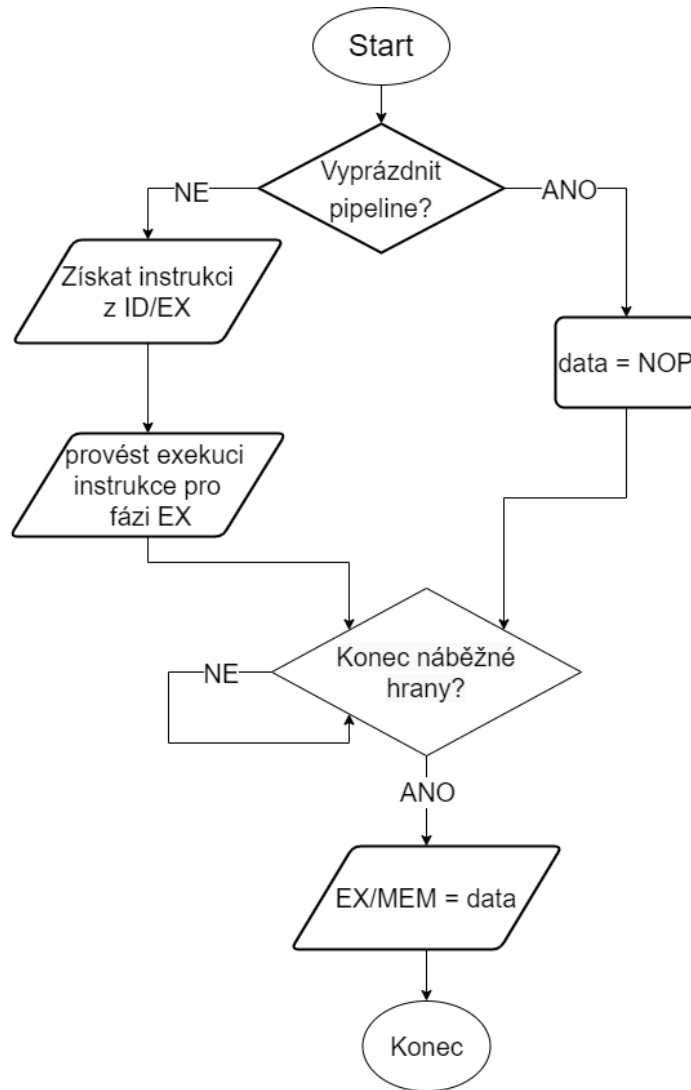 Start
Vyprázdnit
pipeline?
NE
ANO
Získat instrukci
z ID/EX
data = NOP
provést exekuci
instrukce pro
fázi EX
Konec náběžné
hrany?
NE
ANO
EX/MEM = data
Konec